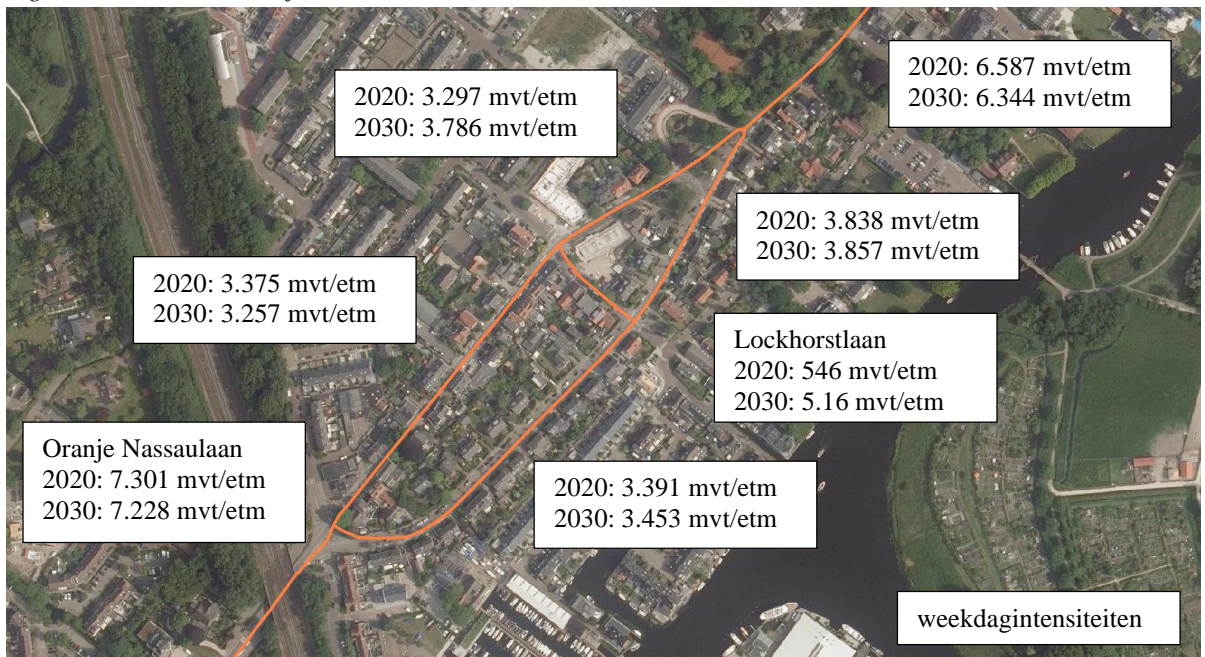 2020: 3.297 mvt/etm
2030: 3.786 mvt/etm
2020: 6.587 mvt/etm
2030: 6.344 mvt/etm
2020: 3.838 mvt/etm
2030: 3.857 mvt/etm
2020: 3.375 mvt/etm
2030: 3.257 mvt/etm
Lockhorstlaan
2020: 546 mvt/etm
2030: 5.16 mvt/etm
Oranje Nassaulaan
2020: 7.301 mvt/etm
2030: 7.228 mvt/etm
2020: 3.391 mvt/etm
2030: 3.453 mvt/etm
weekdagintensiteiten